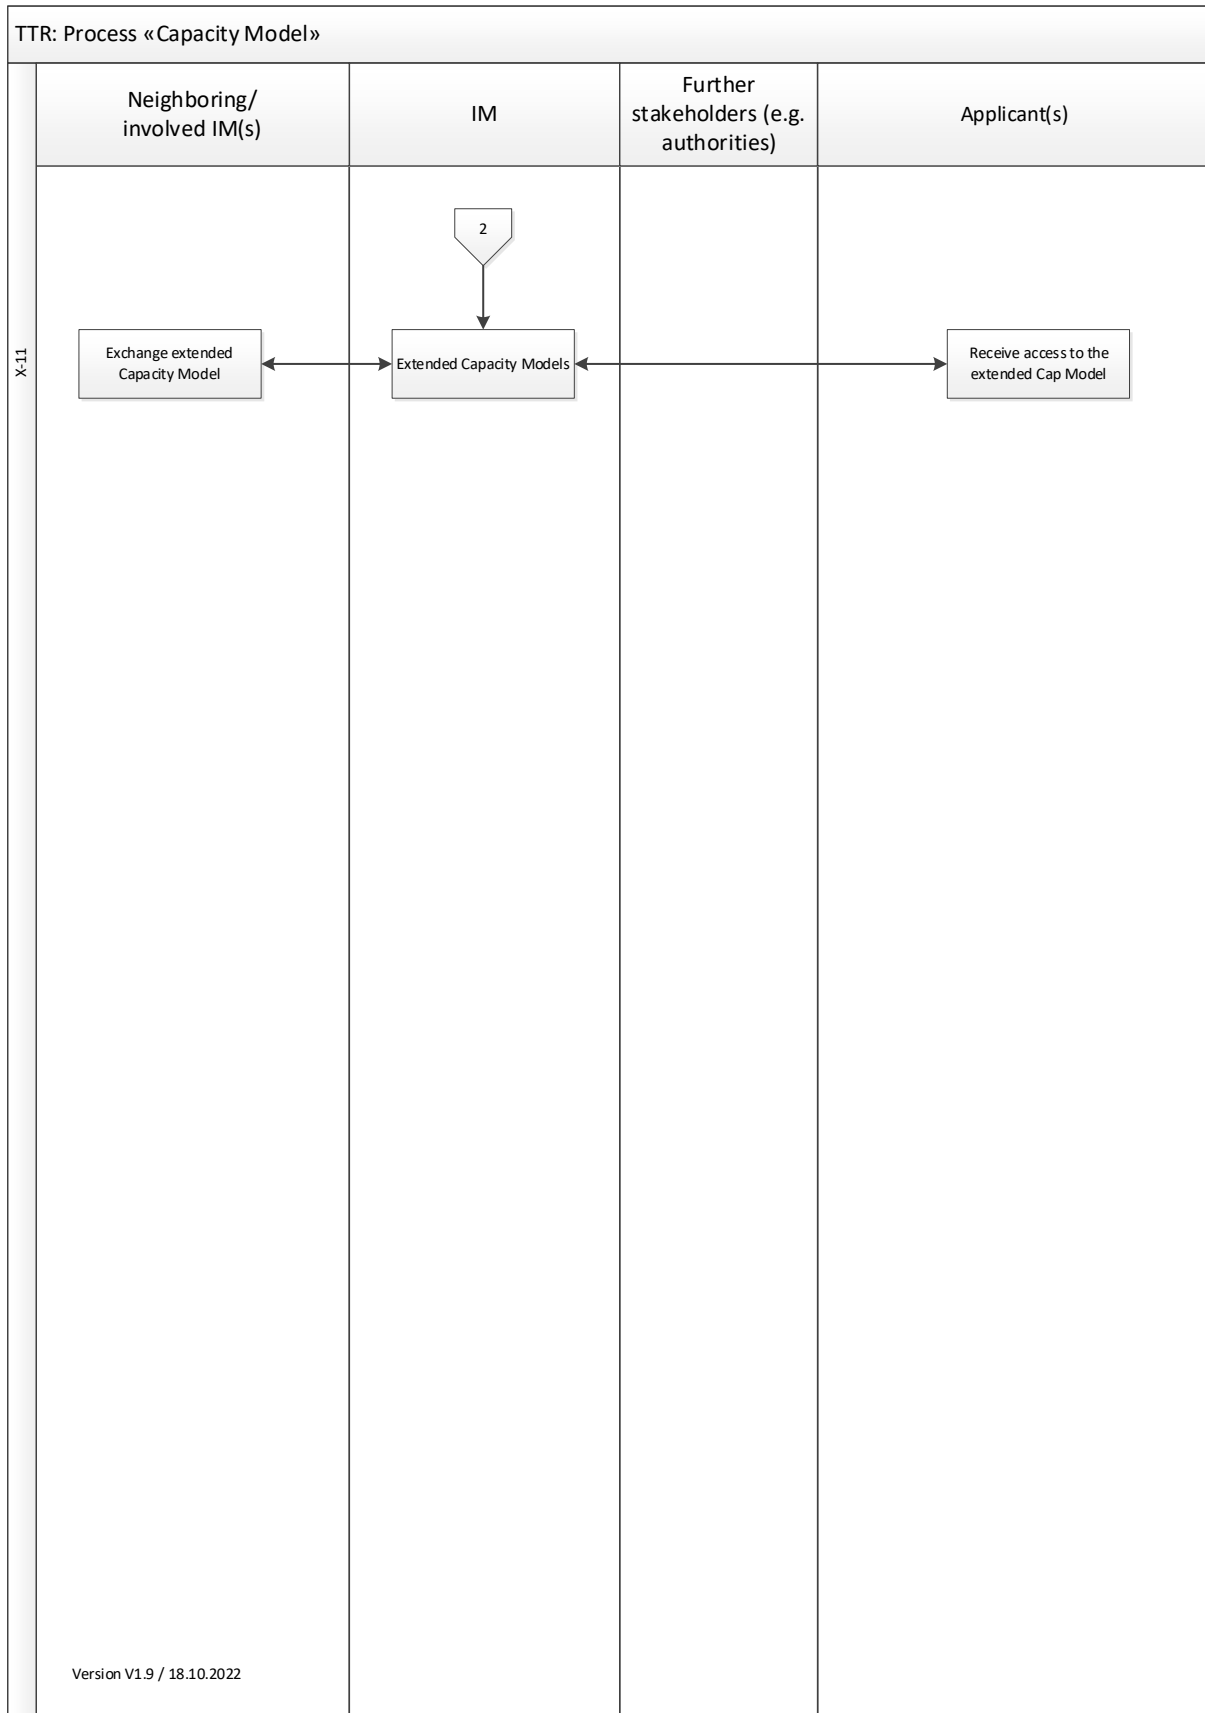 TTR: Process «Capacity Model»
Neighboring/
involved IM(s)
IM
Further
stakeholders (e.g.
authorities)
Applicant(s)
X-11
2
Exchange extended
Capacity Model
Extended Capacity Models
Receive access to the
extended Cap Model
Version V1.9 / 18.10.2022